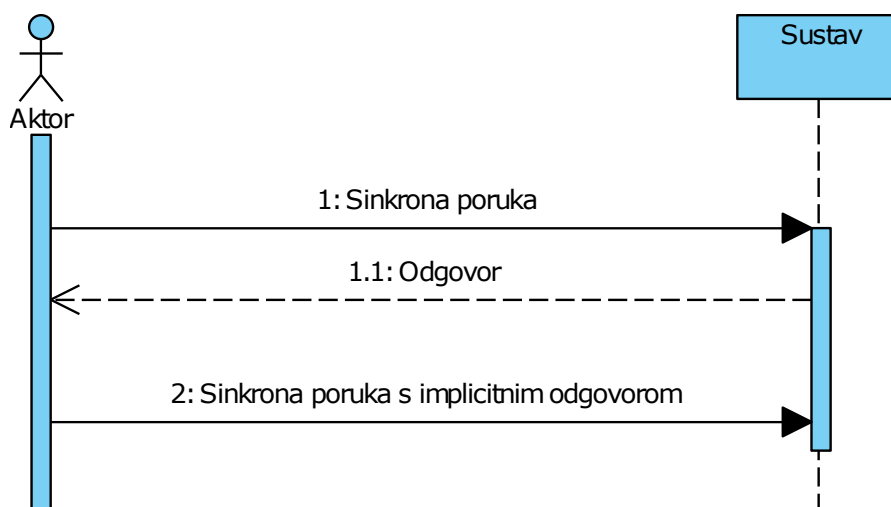 Sustav
Aktor
1: Sinkrona poruka
1.1: Odgovor
2: Sinkrona poruka s implicitnim odgovorom